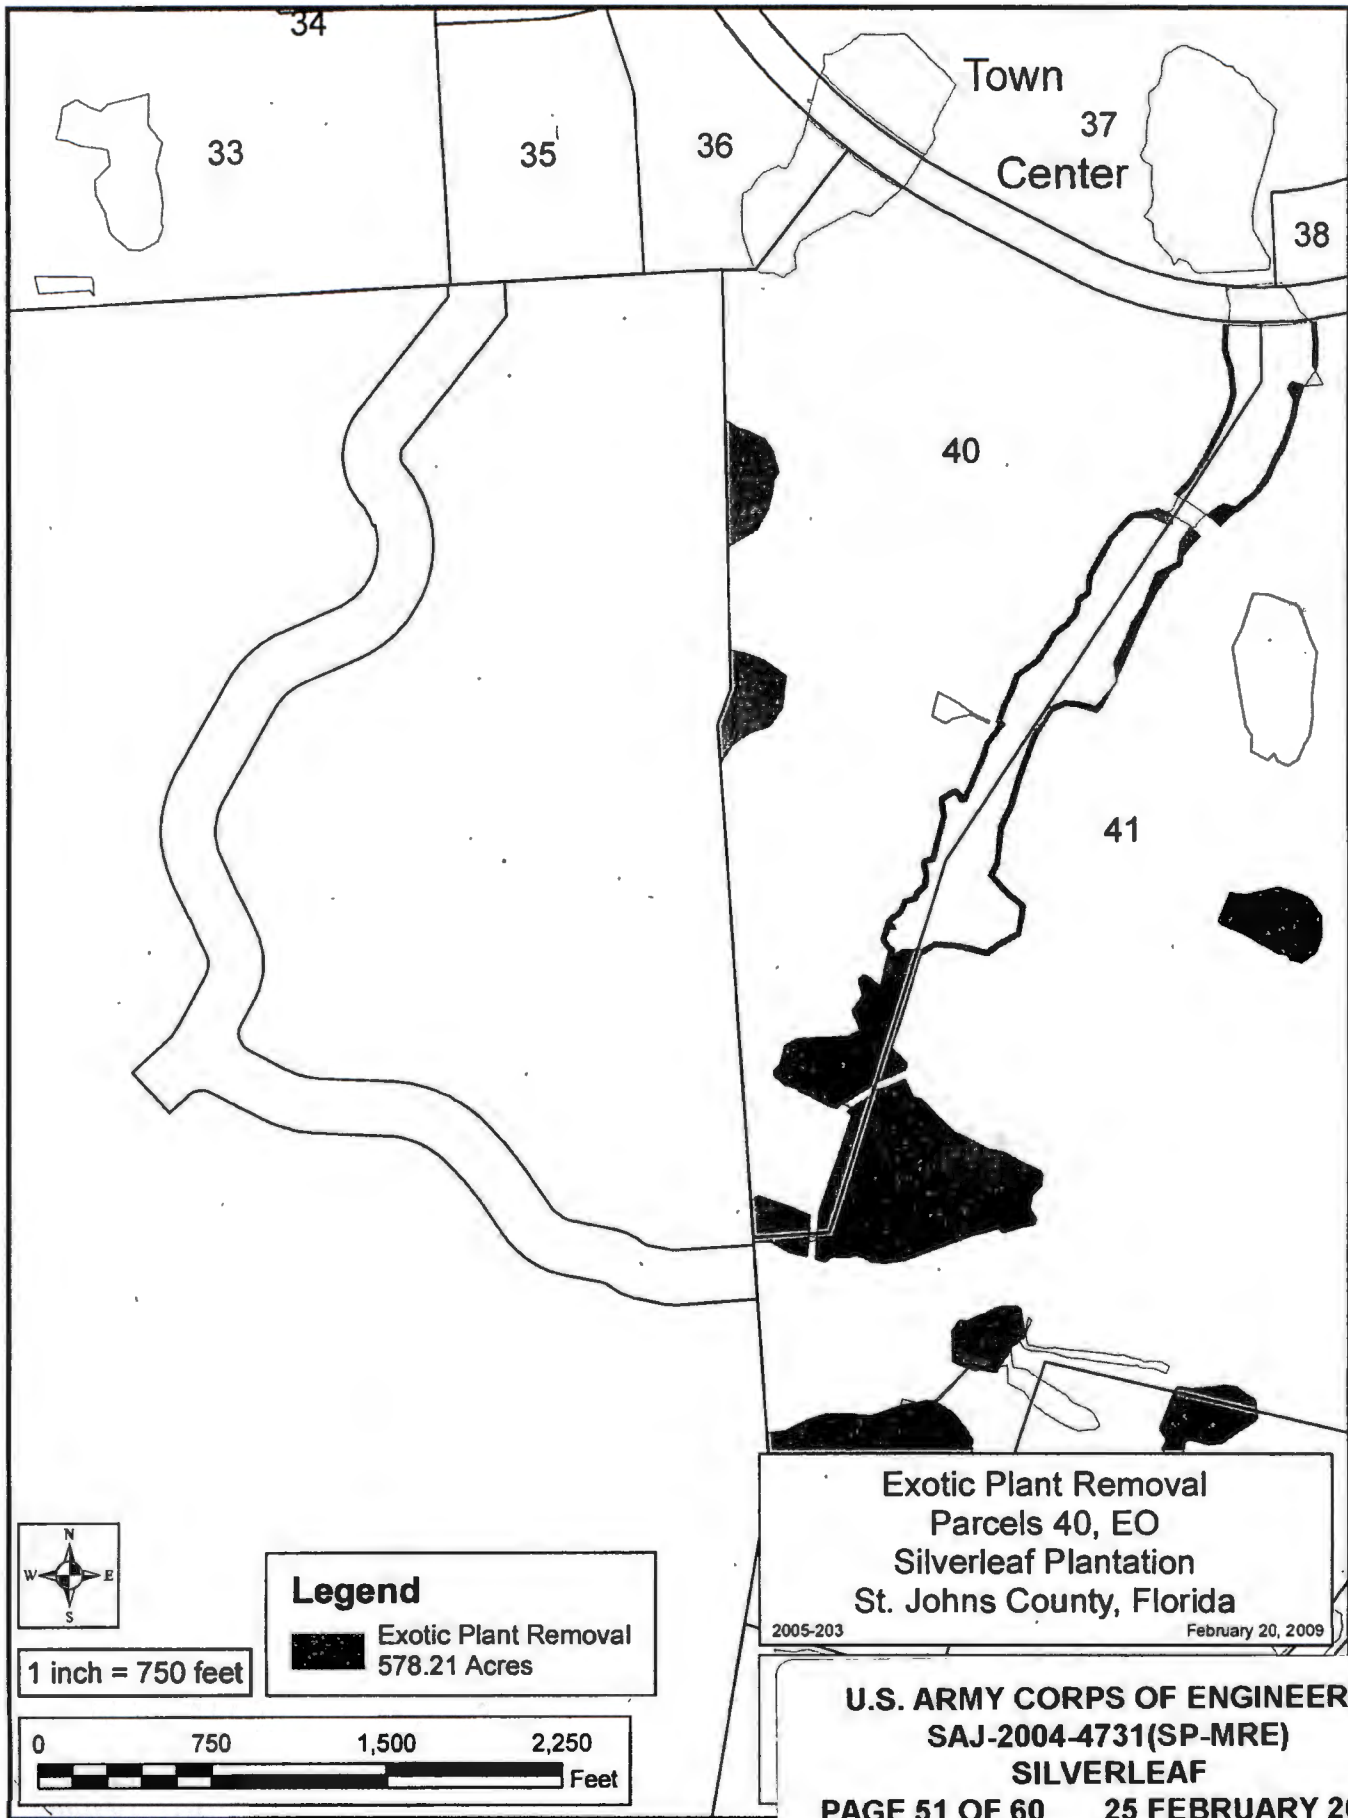 34
Town
37
33
35
36
Center
38
40
41
Exotic Plant Removal
Parcels 40, EO
Silverleaf Plantation
St. Johns County, Florida
2005-203
February 20, 2009
N
W E
S
Legend
Exotic Plant Removal
578.21 Acres
1 inch = 750 feet
0 750 1,500 2,250
Feet
U.S. ARMY CORPS OF ENGINEER
SAJ-2004-4731(SP-MRE)
SILVERLEAF
PAGE 51 OF 60 25 FEBRUARY